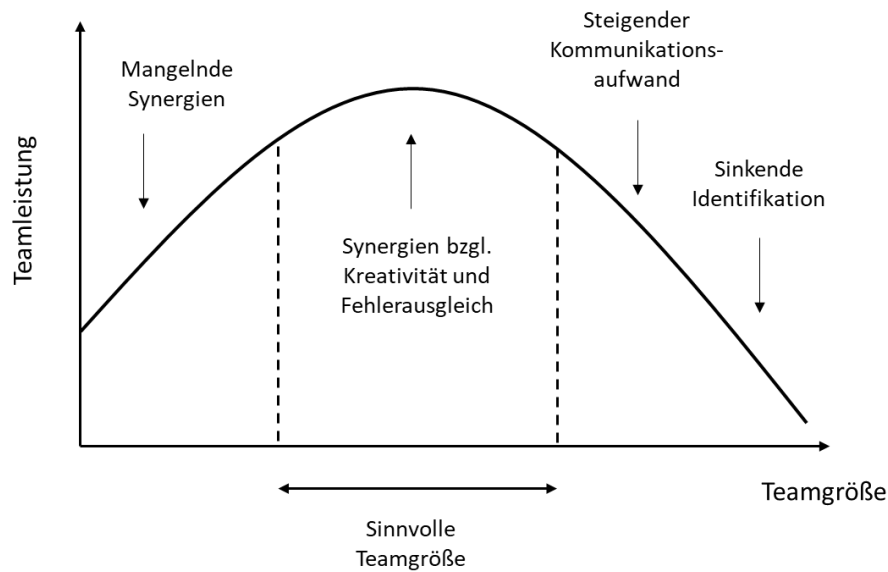 Steigender
Kommunikations-
aufwand
Mangelnde
Synergien
Sinkende
Identifikation
Teamleistung
Synergien bzgl.
Kreativität und
Fehlerausgleich
Teamgröße
Sinnvolle
Teamgröße